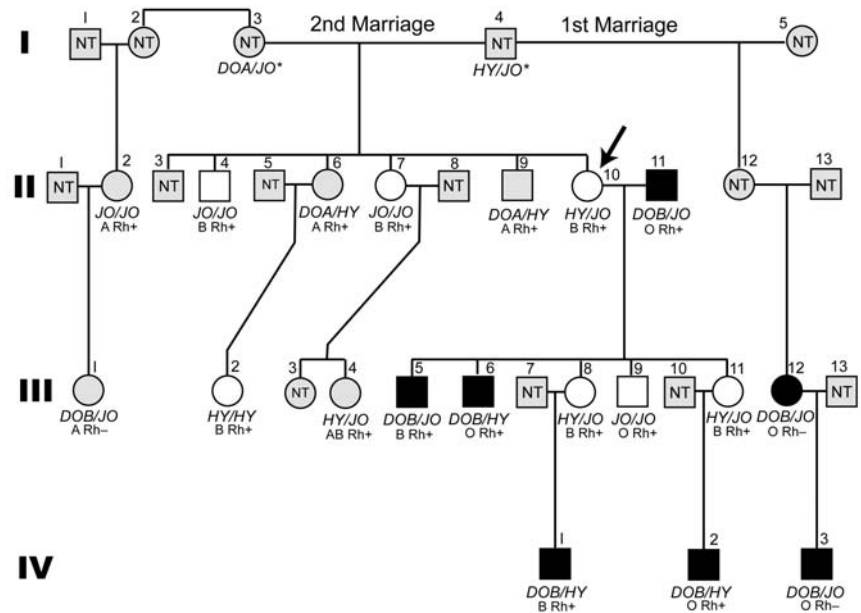 I
1
2
3
2nd Marriage
4
1st Marriage
5
NT
NT
NT
NT
NT
DOA/JO*
HY/JO*
II
1
2
3
4
5
6
7
8
9
10
11
12
13
NT
NT
NT
NT
NT
NT
JO/JO
A Rh+
JO/JO
B Rh+
DOA/HY
A Rh+
JO/JO
B Rh+
DOA/HY
A Rh+
HY/JO
B Rh+
DOB/JO
O Rh+
III
1
2
3
4
5
6
7
8
9
10
11
12
13
NT
NT
NT
NT
DOB/JO
A Rh–
HY/HY
B Rh+
HY/JO
AB Rh+
DOB/JO
B Rh+
DOB/HY
O Rh+
HY/JO
B Rh+
JO/JO
O Rh+
HY/JO
B Rh+
DOB/JO
O Rh–
IV
1
2
3
DOB/HY
B Rh+
DOB/HY
O Rh+
DOB/JO
O Rh–